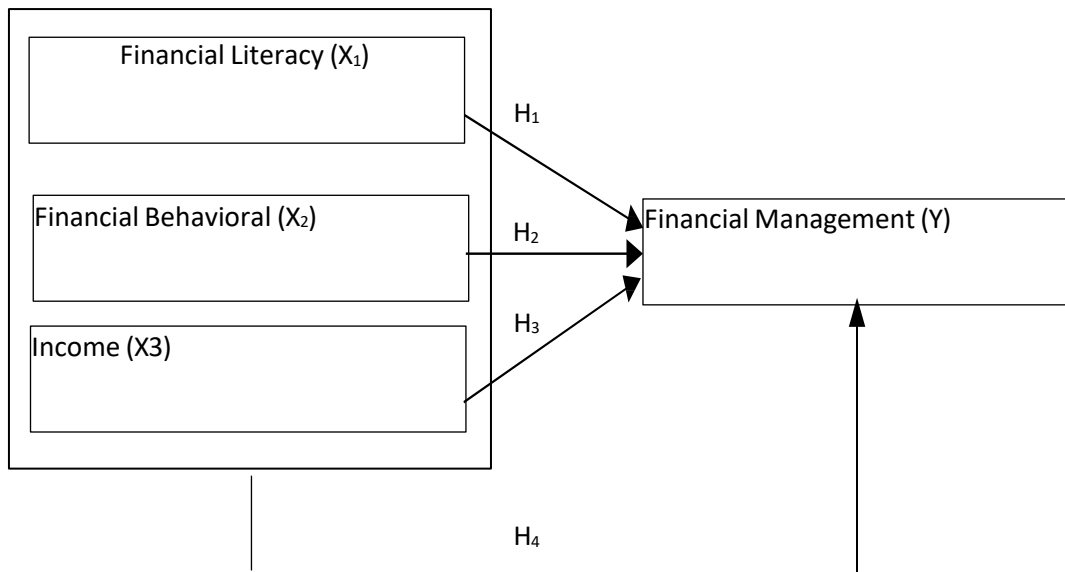 Financial Literacy (X₁)
H₁
Financial Behavioral (X₂)
Financial Management (Y)
H₂
H₃
Income (X3)
H₄